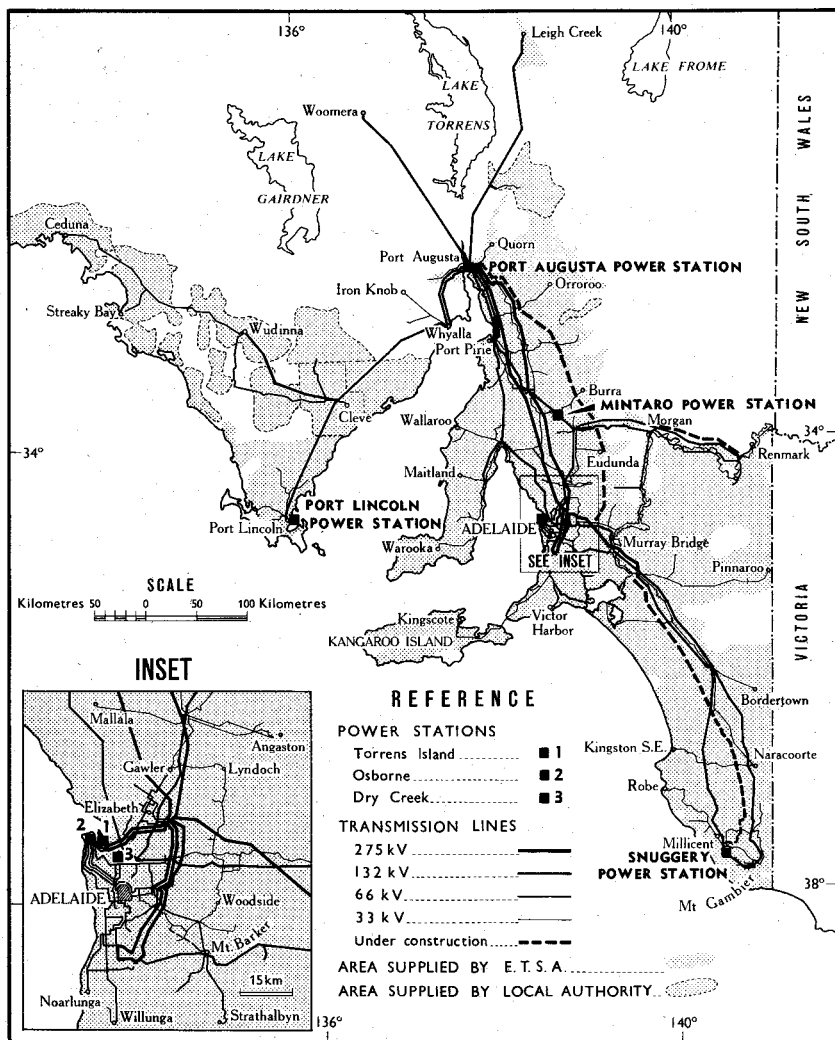 136°
140°
Leigh Creek
LAKE FROME
LAKE
TORRENS
Woomera
LAKE
GAIRDNER
NEW SOUTH WALES
Ceduna
Quorn
Port Augusta
PORT AUGUSTA POWER STATION
Iron Knob
Orroroo
Streaky Bay
Wudinna
Whyalla
Port Pirie
Burra
Cleve
MINTARO POWER STATION
Wallaroo
Morgan
34°
34°
Renmark
Eudunda
Maitland
PORT LINCOLN
POWER STATION
Port Lincoln
ADELAIDE
Murray Bridge
Warooka
SEE INSET
Pinnaroo
SCALE
Kilometres 50 0 50 100 Kilometres
VICTORIA
Kingscote
Victor
Harbor
KANGAROO ISLAND
INSET
REFERENCE
Bordertown
Mallala
Angaston
POWER STATIONS
Torrens Island 1
Osborne 2
Dry Creek 3
Kingston S.E.
Naracoorte
Gawler
Lyndoch
Robe
Elizabeth
2 1
3
TRANSMISSION LINES
275 kV
132 kV
66 kV
33 kV
Under construction
Millicent
SNUGGERY
POWER STATION
Mt Gambier
38°
ADELAIDE
Woodside
Mt. Barker
AREA SUPPLIED BY E.T.S.A.
AREA SUPPLIED BY LOCAL AUTHORITY
15km
Noarlunga
Willunga
Strathalbyn
136°
140°